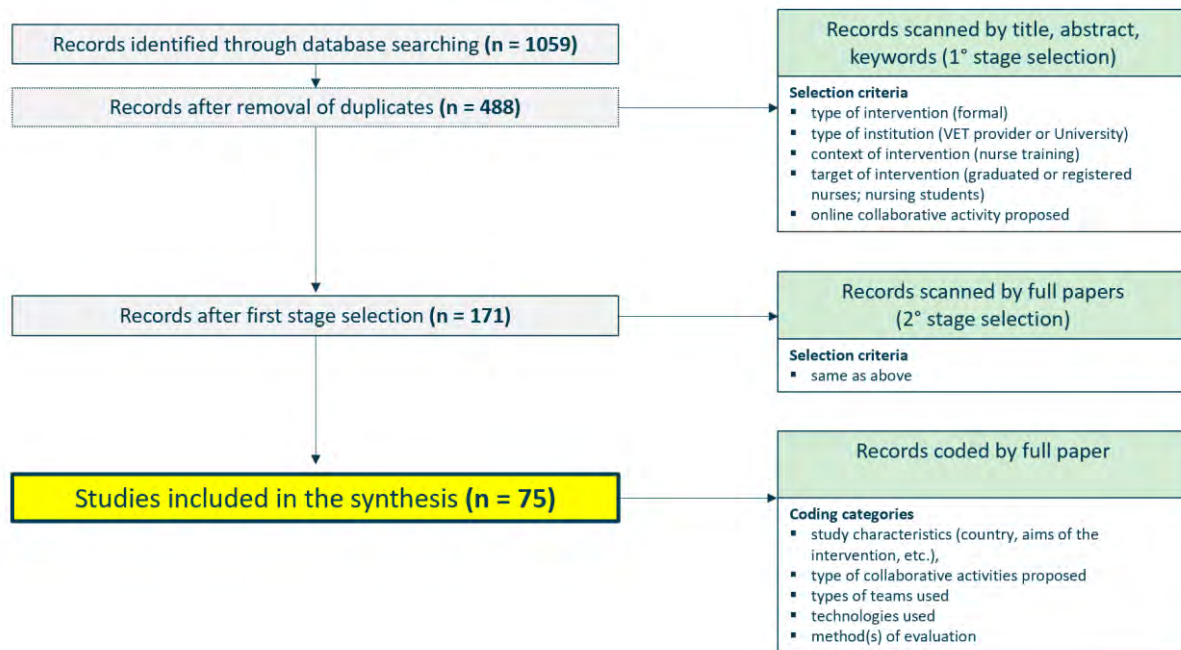 Records identified through database searching (n = 1059)
Records after removal of duplicates (n = 488)
Records scanned by title, abstract,
keywords (1° stage selection)
Selection criteria
▪ type of intervention (formal)
▪ type of institution (VET provider or University)
▪ context of intervention (nurse training)
▪ target of intervention (graduated or registered
nurses; nursing students)
▪ online collaborative activity proposed
Records after first stage selection (n = 171)
Records scanned by full papers
(2° stage selection)
Selection criteria
▪ same as above
Studies included in the synthesis (n = 75)
Records coded by full paper
Coding categories
▪ study characteristics (country, aims of the
intervention, etc.),
▪ type of collaborative activities proposed
▪ types of teams used
▪ technologies used
▪ method(s) of evaluation